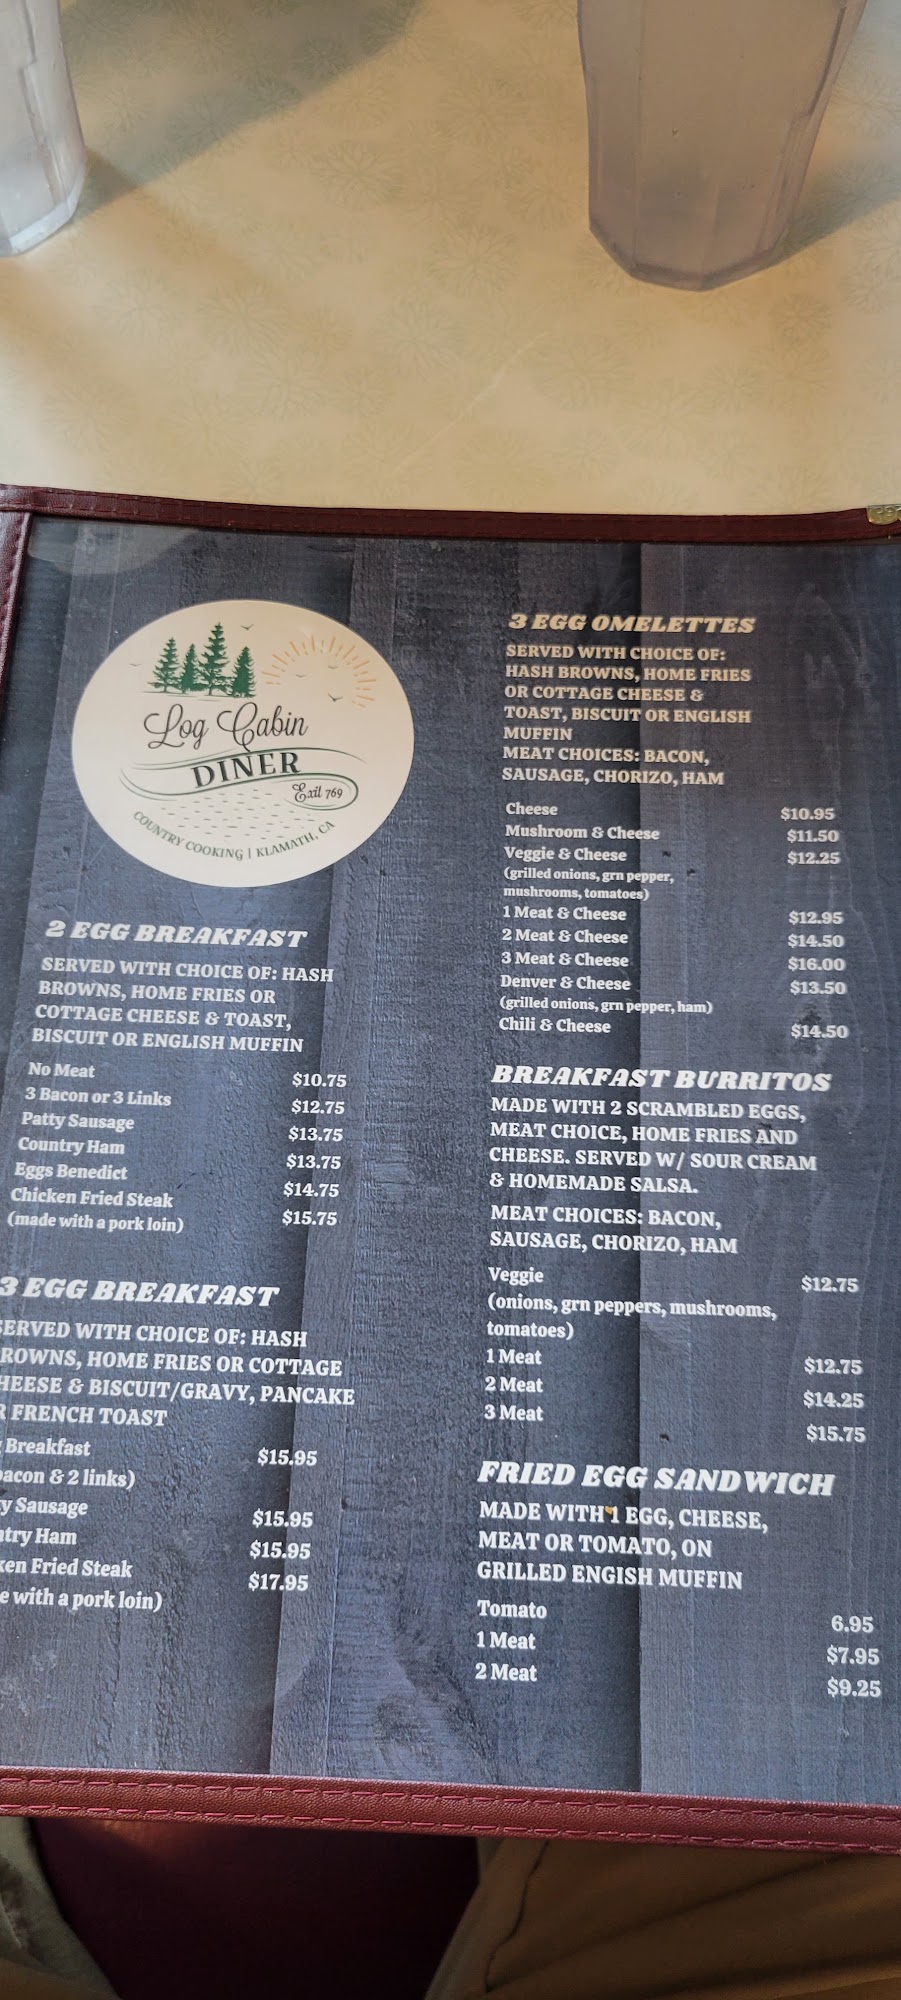 Log Cabin
DINER
Exit 769
COUNTRY COOKING | KLAMATH, CA
2 EGG BREAKFAST
SERVED WITH CHOICE OF: HASH
BROWNS, HOME FRIES OR
COTTAGE CHEESE & TOAST,
BISCUIT OR ENGLISH MUFFIN
No Meat $10.75
3 Bacon or 3 Links $12.75
Patty Sausage $13.75
Country Ham $13.75
Eggs Benedict $14.75
Chicken Fried Steak $15.75
(made with a pork loin)
3 EGG BREAKFAST
SERVED WITH CHOICE OF: HASH
ROWNS, HOME FRIES OR COTTAGE
HEESE & BISCUIT/GRAVY, PANCAKE
R FRENCH TOAST
Breakfast $15.95
acon & 2 links)
y Sausage $15.95
ntry Ham $15.95
ken Fried Steak $17.95
e with a pork loin)
3 EGG OMELETTES
SERVED WITH CHOICE OF:
HASH BROWNS, HOME FRIES
OR COTTAGE CHEESE &
TOAST, BISCUIT OR ENGLISH
MUFFIN
MEAT CHOICES: BACON,
SAUSAGE, CHORIZO, HAM
Cheese $10.95
Mushroom & Cheese $11.50
Veggie & Cheese $12.25
(grilled onions, grn pepper,
mushrooms, tomatoes)
1 Meat & Cheese $12.95
2 Meat & Cheese $14.50
3 Meat & Cheese $16.00
Denver & Cheese $13.50
(grilled onions, grn pepper, ham)
Chili & Cheese $14.50
BREAKFAST BURRITOS
MADE WITH 2 SCRAMBLED EGGS,
MEAT CHOICE, HOME FRIES AND
CHEESE. SERVED W/ SOUR CREAM
& HOMEMADE SALSA.
MEAT CHOICES: BACON,
SAUSAGE, CHORIZO, HAM
Veggie $12.75
(onions, grn peppers, mushrooms,
tomatoes)
1 Meat $12.75
2 Meat $14.25
3 Meat $15.75
FRIED EGG SANDWICH
MADE WITH 1 EGG, CHEESE,
MEAT OR TOMATO, ON
GRILLED ENGISH MUFFIN
Tomato 6.95
1 Meat $7.95
2 Meat $9.25